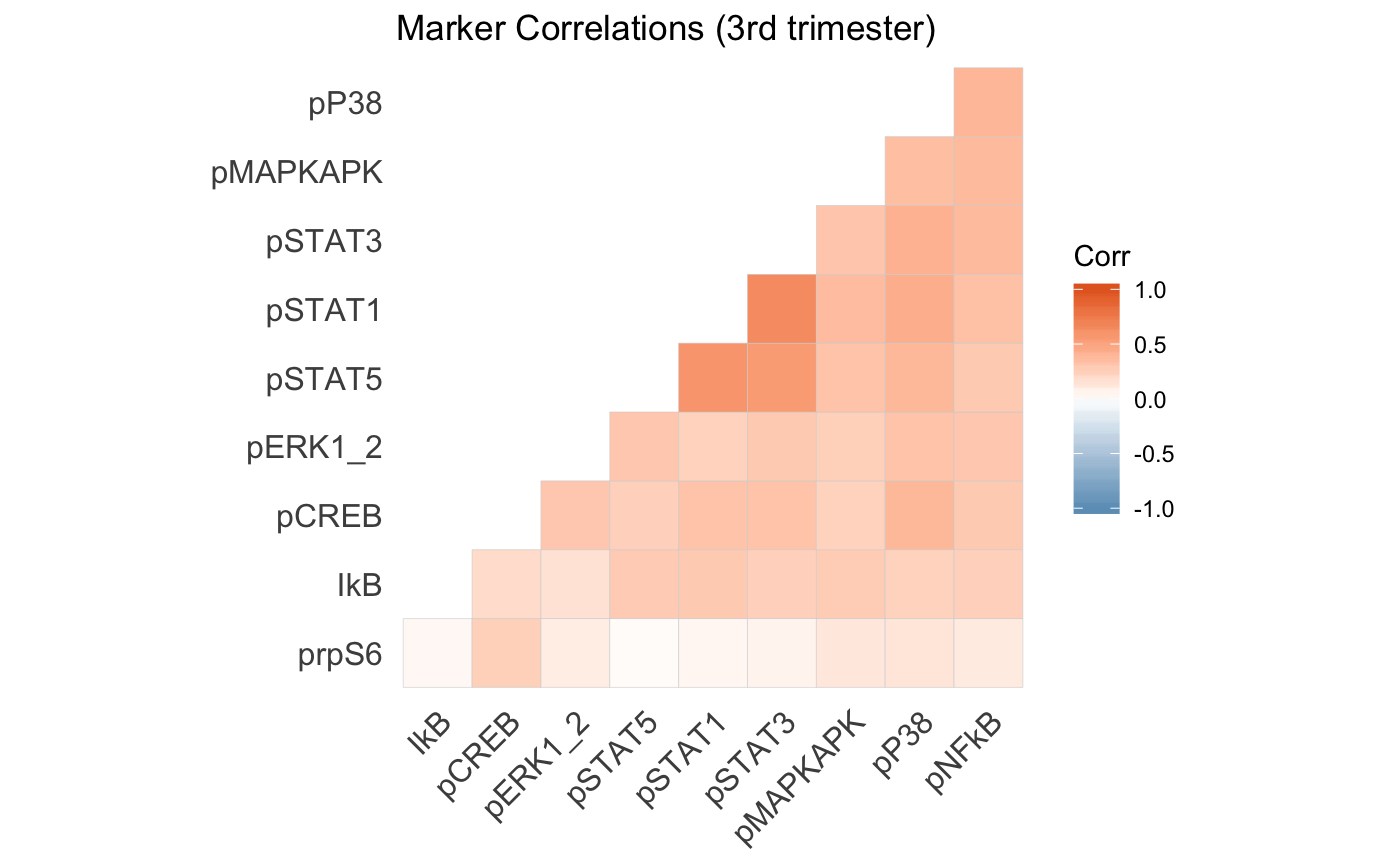 Marker Correlations (3rd trimester)
pP38
pMAPKAPK
pSTAT3
pSTAT1
pSTAT5
pERK1_2
pCREB
IkB
prpS6
IkB
pCREB
pERK1_2
pSTAT5
pSTAT1
pSTAT3
pMAPKAPK
pP38
pNFkB
Corr
1.0
0.5
0.0
-0.5
-1.0